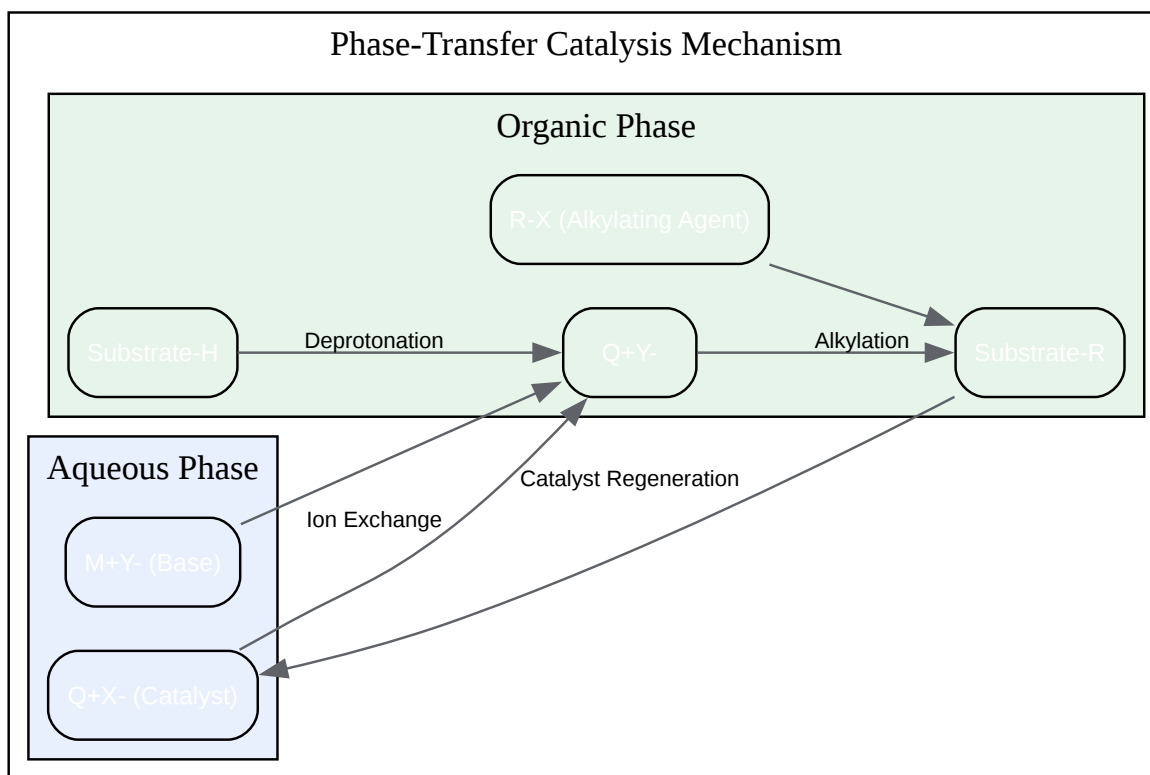 Phase-Transfer Catalysis Mechanism
Organic Phase
R-X (Alkylating Agent)
Substrate-H
Deprotonation
Q+Y-
Alkylation
Substrate-R
Aqueous Phase
Catalyst Regeneration
Ion Exchange
M+Y- (Base)
Q+X- (Catalyst)